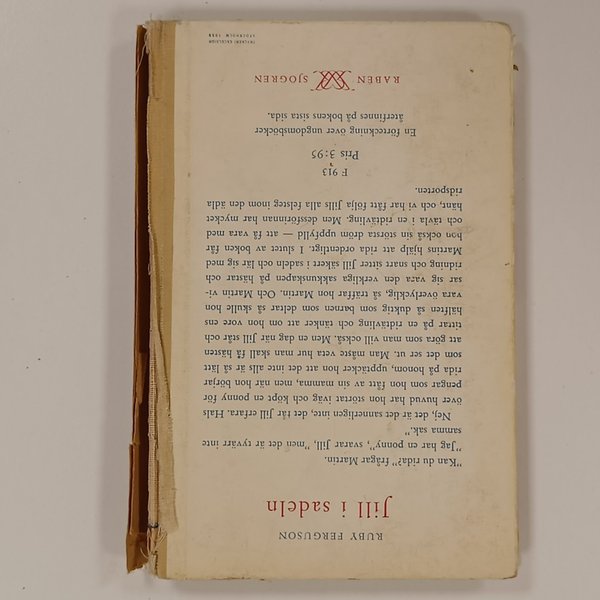 RUBY FERGUSON
Jill i sadeln
”Kan du rida?” frågar Martin.
”Jag har en ponny”, svarar Jill, ”men det är tyvärr inte
samma sak.”
Nej, det är det sannerligen inte, det får Jill erfara. Hals
över huvud har hon störtat iväg och köpt en ponny för
pengar som hon fått av sin mamma, men när hon börjar
rida på honom, upptäcker hon att det inte alls är så lätt
som det ser ut. Man måste veta hur man skall få hästen
att göra som man vill också. Men en dag när Jill står och
tittar på en ridtävling och tänker att om hon vore ens
hälften så duktig som barnen som deltar så skulle hon
vara överlycklig, så träffar hon Martin. Och Martin vi-
sar sig vara den verkliga sakkunskapen på hästar och
ridning och snart sitter Jill säkert i sadeln och lär sig med
Martins hjälp att rida ordentligt. I slutet av boken får
hon också sin största dröm uppfylld — att få vara med
och tävla i en ridtävling. Men dessförinnan har mycket
hänt, och vi har fått följa Jills alla felsteg inom den ädla
ridsporten.
F 913
Pris 3:95
En förteckning över ungdomsböcker
återfinnes på bokens sista sida.
RABEN SJOGREN
TRYCKERI EXCELSIOR
STOCKHOLM 1958